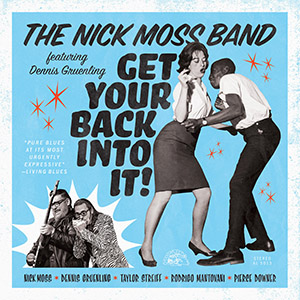 THE NICK MOSS BAND
featuring
Dennis Gruenling
GET
YOUR
BACK
INTO
IT!
"PURE BLUES
AT ITS MOST
URGENTLY
EXPRESSIVE"
—LIVING BLUES
STEREO
NICK MOSS ★ DENNIS GRUENLING ★ TAYLOR STREIFF ★ RODRIGO MANTOVANI ★ PIERCE DOWNER